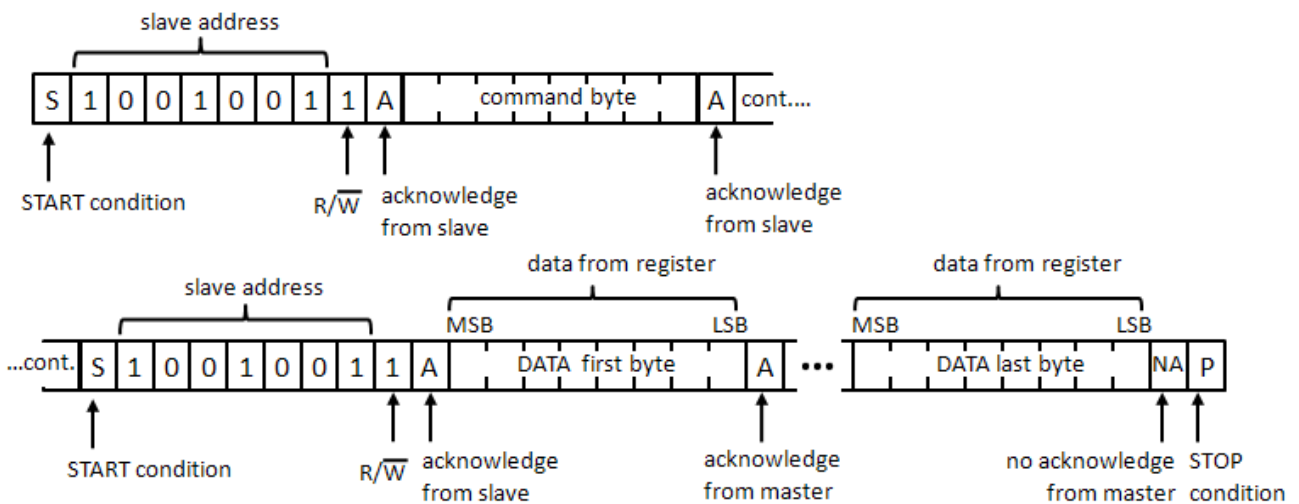 slave address
S 1 0 0 1 0 0 1 1 A command byte A cont....
START condition
R/W
acknowledge
from slave
acknowledge
from slave
data from register
data from register
slave address
MSB LSB MSB LSB
...cont. S 1 0 0 1 0 0 1 1 A DATA first byte A ••• DATA last byte NA P
START condition
R/W
acknowledge
from slave
acknowledge
from master
no acknowledge
from master
STOP
condition